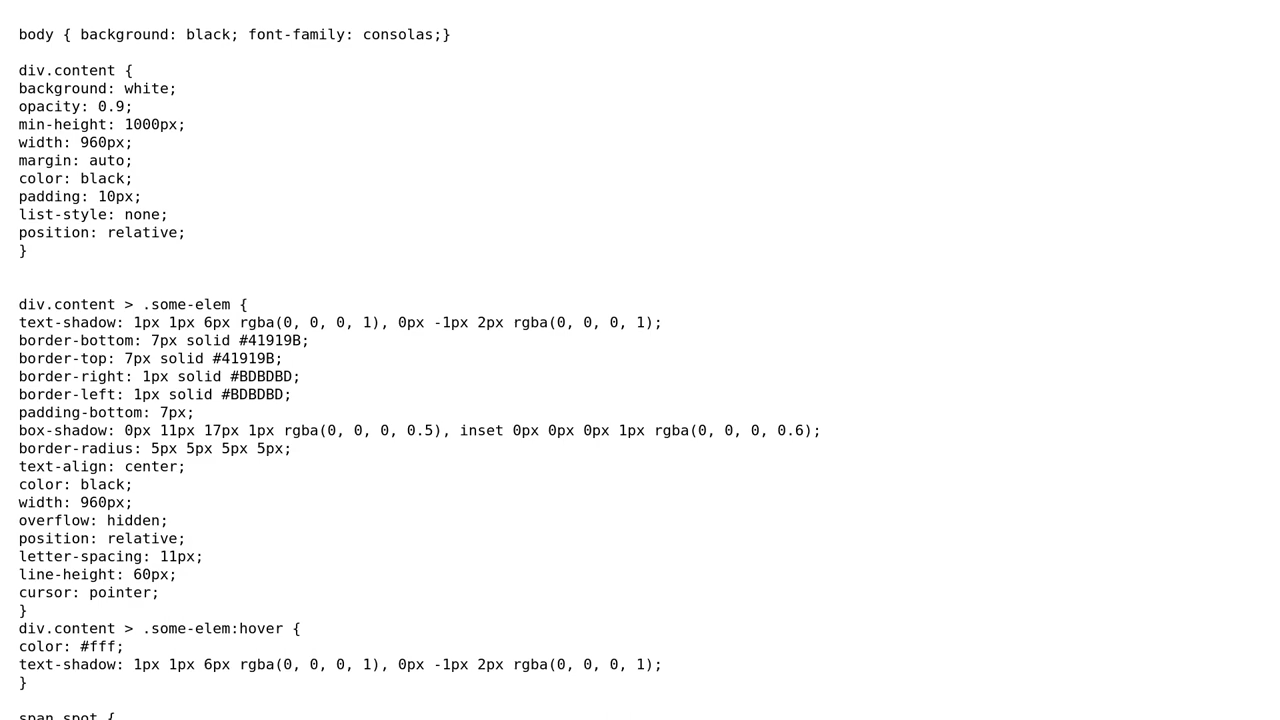 body { background: black; font-family: consolas;}
div.content {
background: white;
opacity: 0.9;
min-height: 1000px;
width: 960px;
margin: auto;
color: black;
padding: 10px;
list-style: none;
position: relative;
}
div.content > .some-elem {
text-shadow: 1px 1px 6px rgba(0, 0, 0, 1), 0px -1px 2px rgba(0, 0, 0, 1);
border-bottom: 7px solid #41919B;
border-top: 7px solid #41919B;
border-right: 1px solid #BDBDBD;
border-left: 1px solid #BDBDBD;
padding-bottom: 7px;
box-shadow: 0px 11px 17px 1px rgba(0, 0, 0, 0.5), inset 0px 0px 0px 1px rgba(0, 0, 0, 0.6);
border-radius: 5px 5px 5px 5px;
text-align: center;
color: black;
width: 960px;
overflow: hidden;
position: relative;
letter-spacing: 11px;
line-height: 60px;
cursor: pointer;
}
div.content > .some-elem:hover {
color: #fff;
text-shadow: 1px 1px 6px rgba(0, 0, 0, 1), 0px -1px 2px rgba(0, 0, 0, 1);
}
span.spot {